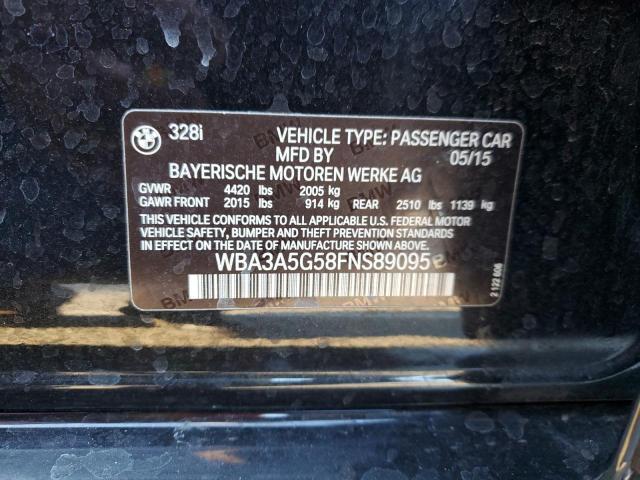 328i VEHICLE TYPE: PASSENGER CAR
MFD BY 05/15
BAYERISCHE MOTOREN WERKE AG
GVWR 4420 lbs 2005 kg
GAWR FRONT 2015 lbs 914 kg REAR 2510 lbs 1139 kg
THIS VEHICLE CONFORMS TO ALL APPLICABLE U.S. FEDERAL MOTOR
VEHICLE SAFETY, BUMPER AND THEFT PREVENTION STANDARDS
IN EFFECT ON THE DATE OF MANUFACTURE SHOWN ABOVE.
WBA3A5G58FNS89095